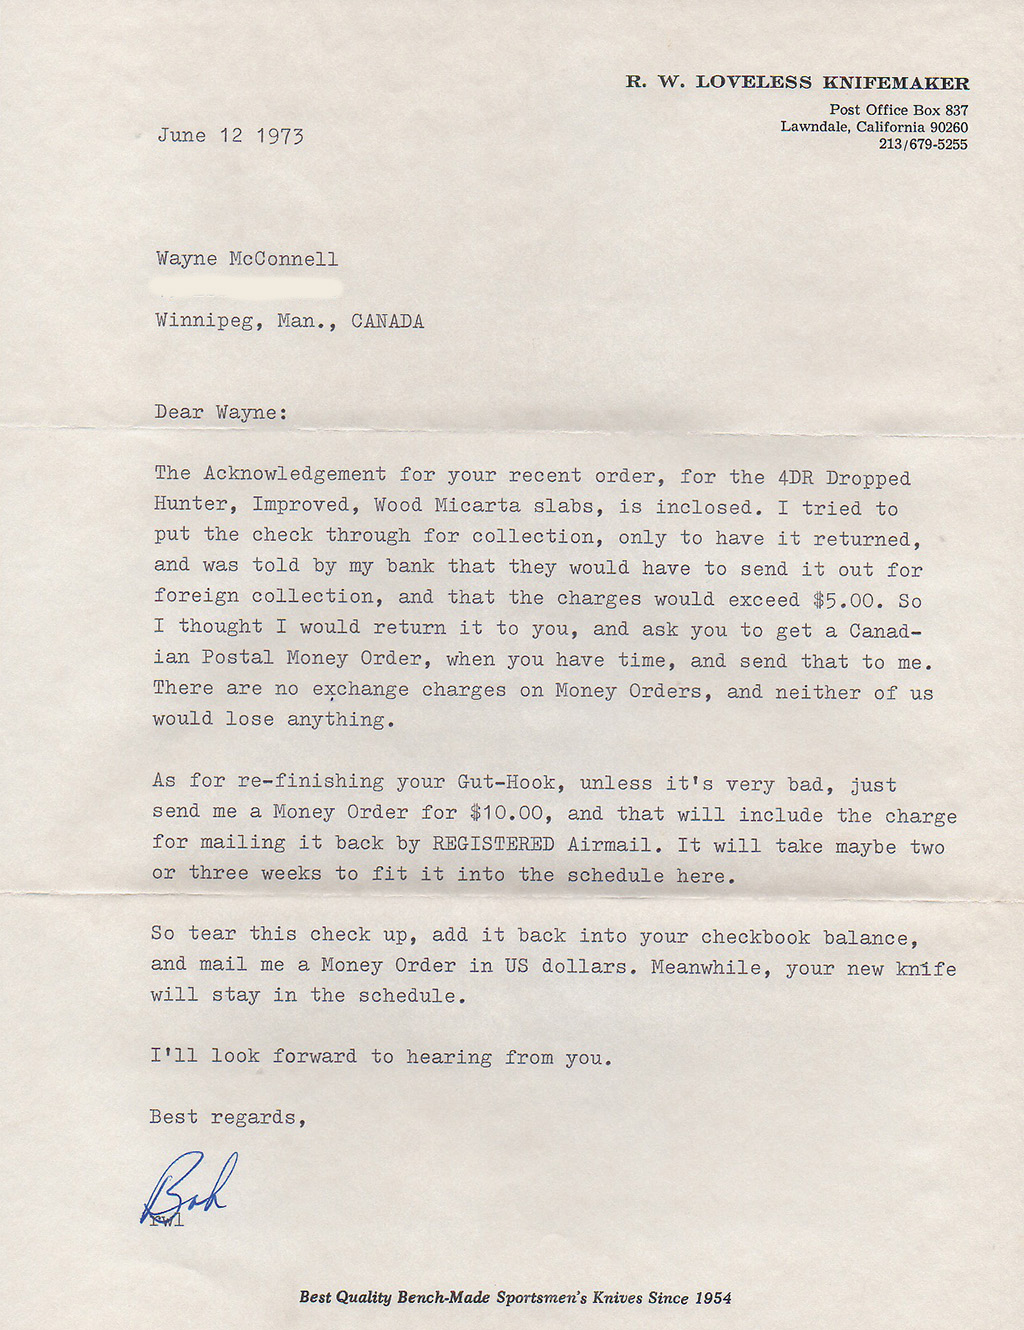 R. W. LOVELESS KNIFEMAKER
Post Office Box 837
Lawndale, California 90260
213/679-5255
June 12 1973
Wayne McConnell
Winnipeg, Man., CANADA
Dear Wayne:
The Acknowledgement for your recent order, for the 4DR Dropped
Hunter, Improved, Wood Micarta slabs, is inclosed. I tried to
put the check through for collection, only to have it returned,
and was told by my bank that they would have to send it out for
foreign collection, and that the charges would exceed $5.00. So
I thought I would return it to you, and ask you to get a Canad-
ian Postal Money Order, when you have time, and send that to me.
There are no exchange charges on Money Orders, and neither of us
would lose anything.
As for re-finishing your Gut-Hook, unless it's very bad, just
send me a Money Order for $10.00, and that will include the charge
for mailing it back by REGISTERED Airmail. It will take maybe two
or three weeks to fit it into the schedule here.
So tear this check up, add it back into your checkbook balance,
and mail me a Money Order in US dollars. Meanwhile, your new knife
will stay in the schedule.
I'll look forward to hearing from you.
Best regards,
Bob
rwl
Best Quality Bench-Made Sportsmen's Knives Since 1954